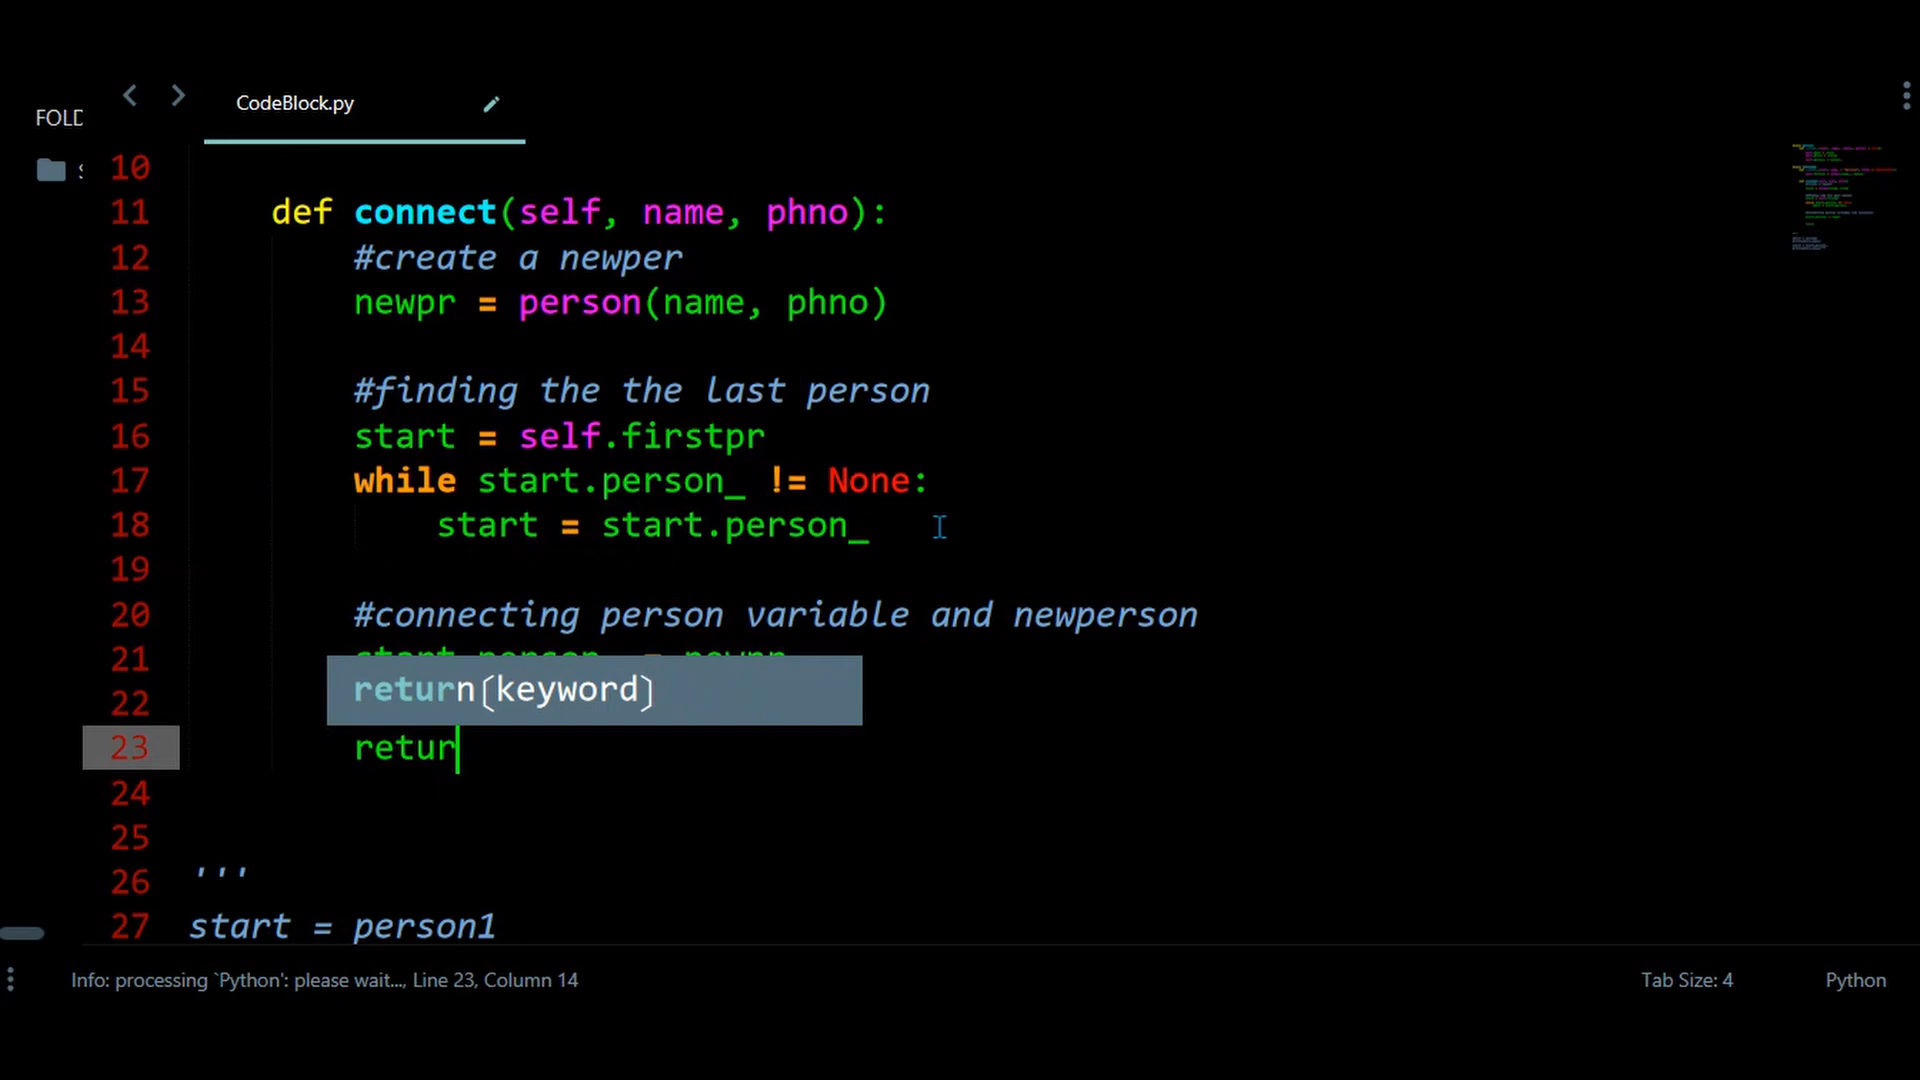 CodeBlock.py
FOLD
10
11 def connect(self, name, phno):
12 #create a newper
13 newpr = person(name, phno)
14
15 #finding the the last person
16 start = self.firstpr
17 while start.person_ != None:
18 start = start.person_
19
20 #connecting person variable and newperson
21 start.person_ = newpr
22
return(keyword)
23 retur
24
25
26 '''
27 start = person1
Info: processing `Python': please wait..., Line 23, Column 14
Tab Size: 4
Python